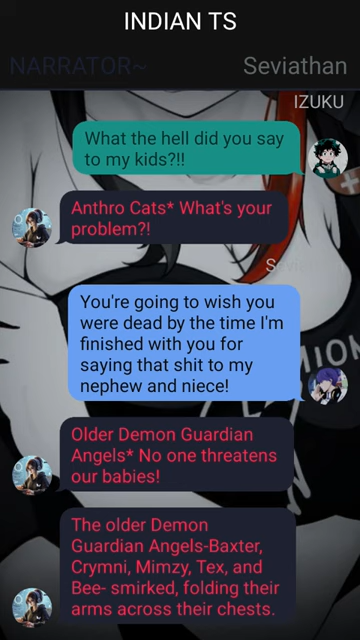 INDIAN TS
NARRATOR~
Seviathan
IZUKU
What the hell did you say
to my kids?!!
Anthro Cats* What's your
problem?!
You're going to wish you
were dead by the time I'm
finished with you for
saying that shit to my
nephew and niece!
Older Demon Guardian
Angels* No one threatens
our babies!
The older Demon
Guardian Angels-Baxter,
Crymni, Mimzy, Tex, and
Bee- smirked, folding their
arms across their chests.